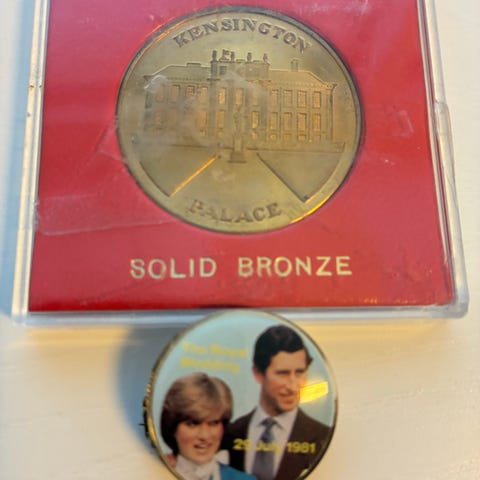 KENSINGTON
PALACE
SOLID BRONZE
The Royal
Wedding
29 July 1981